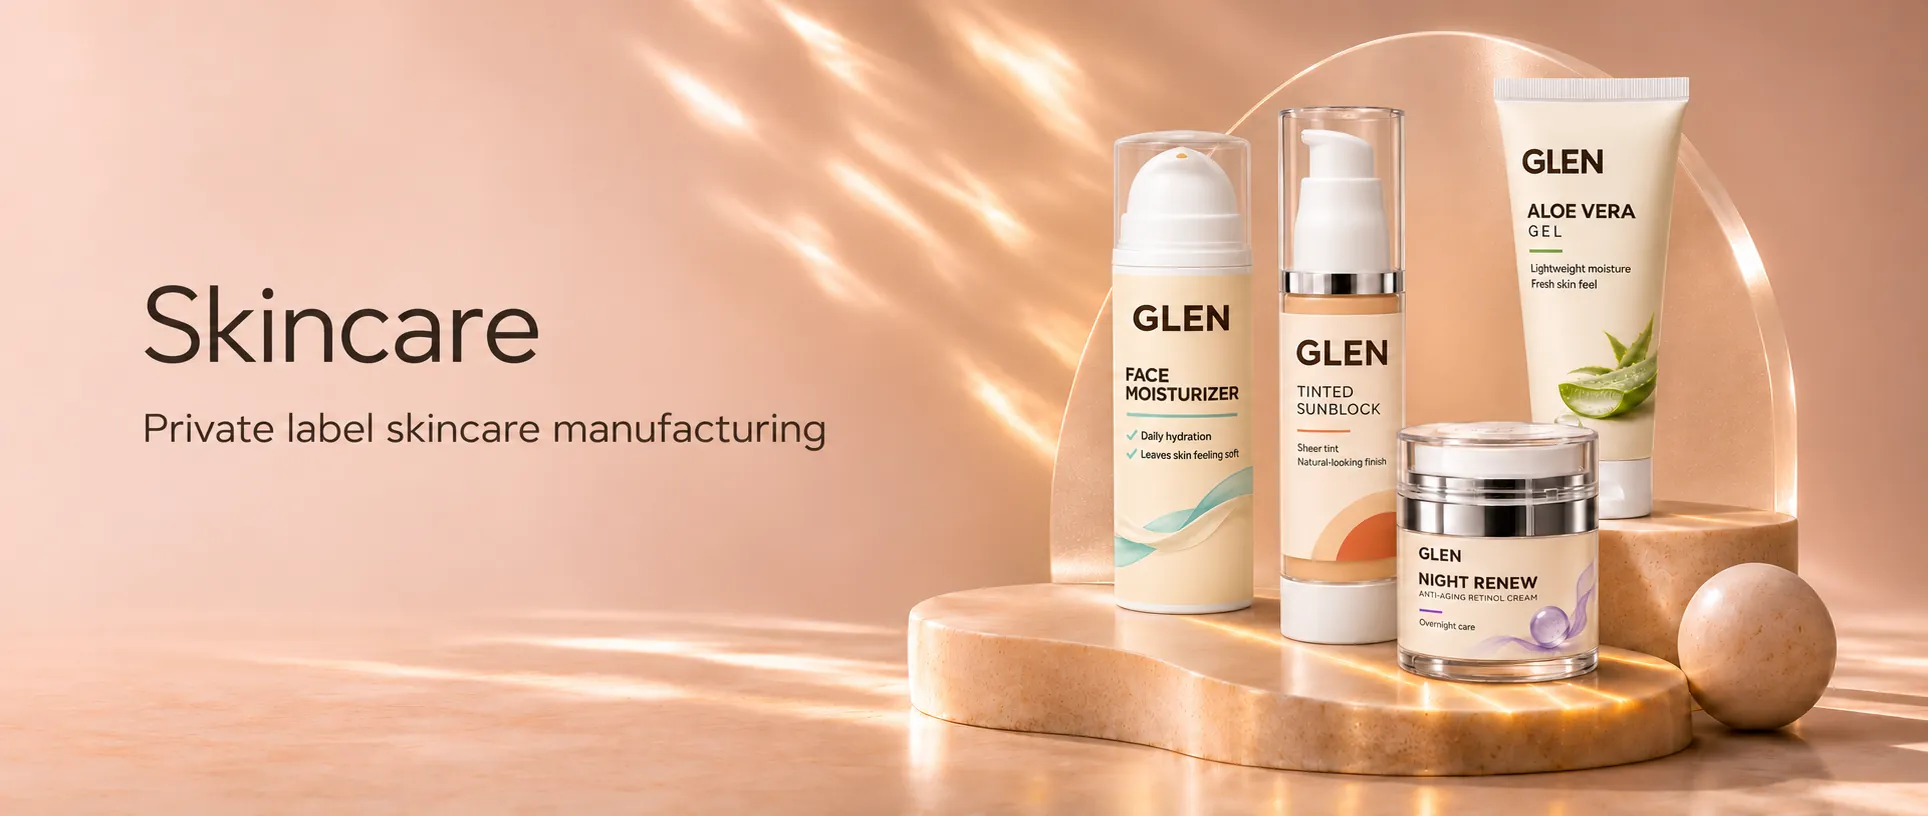 Skincare
Private label skincare manufacturing
GLEN
FACE
MOISTURIZER
Daily hydration
Leaves skin feeling soft
GLEN
TINTED
SUNBLOCK
Sheer tint
Natural-looking finish
GLEN
ALOE VERA
GEL
Lightweight moisture
Fresh skin feel
GLEN
NIGHT RENEW
ANTI-AGING RETINOL CREAM
Overnight care